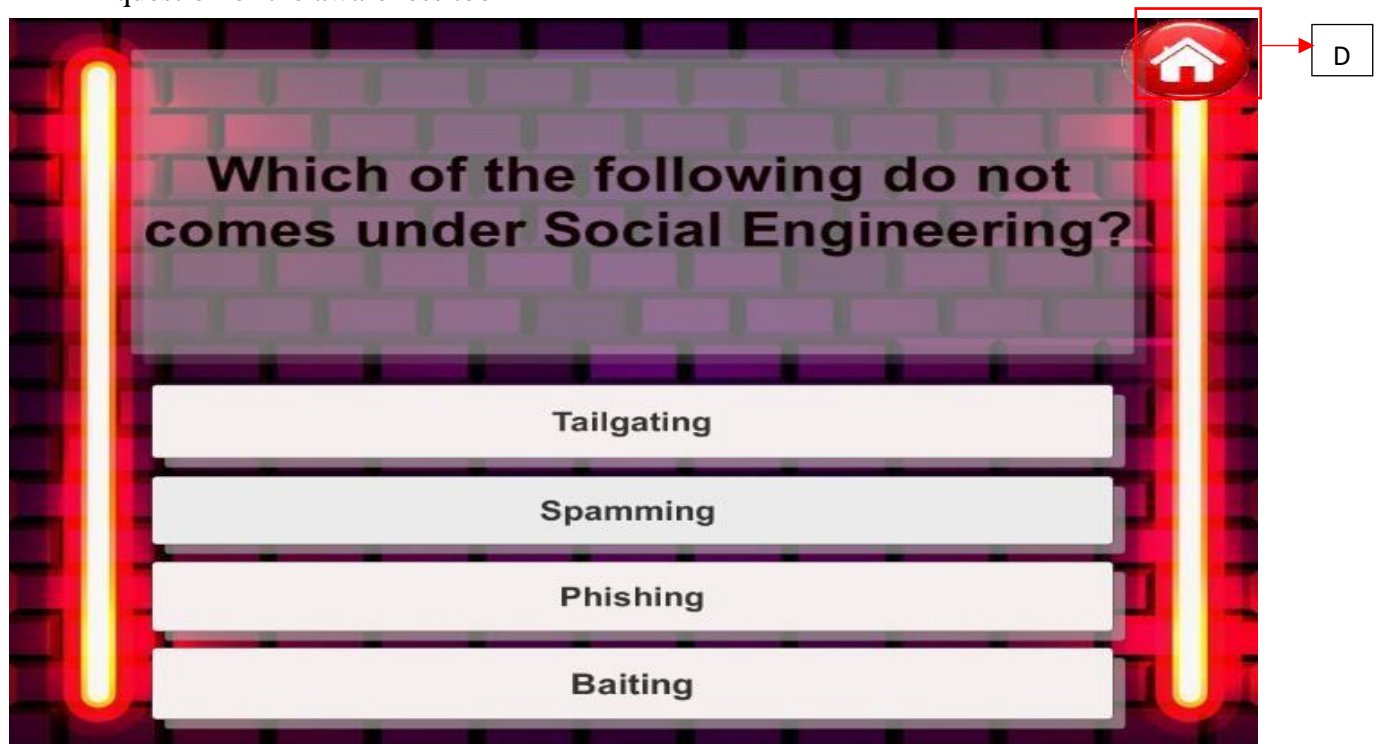 D
Which of the following do not
comes under Social Engineering?
Tailgating
Spamming
Phishing
Baiting